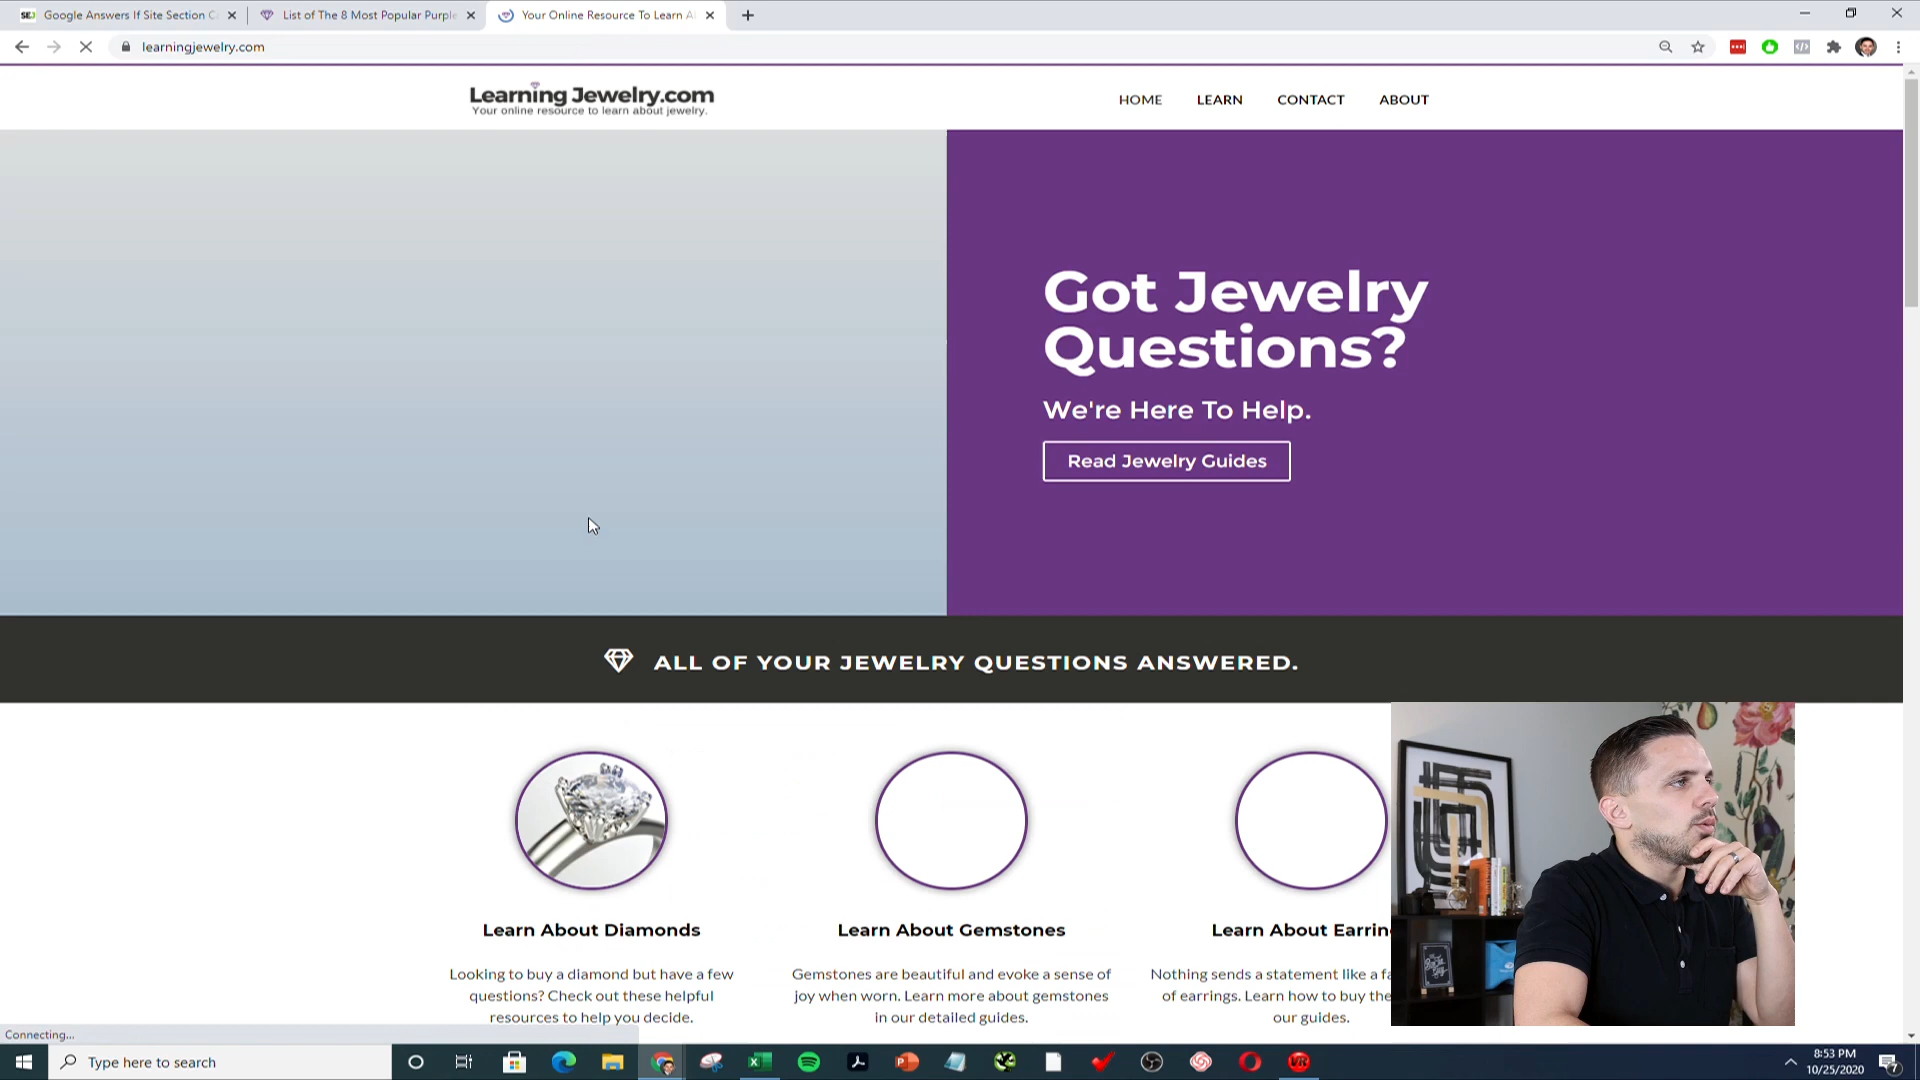 Google Answers If Site Section C
List of The 8 Most Popular Purple
Your Online Resource To Learn A
learningjewelry.com
Learning Jewelry.com
Your online resource to learn about jewelry.
HOME LEARN CONTACT ABOUT
Got Jewelry
Questions?
We're Here To Help.
Read Jewelry Guides
ALL OF YOUR JEWELRY QUESTIONS ANSWERED.
Learn About Diamonds
Looking to buy a diamond but have a few
questions? Check out these helpful
resources to help you decide.
Learn About Gemstones
Gemstones are beautiful and evoke a sense of
joy when worn. Learn more about gemstones
in our detailed guides.
Learn About Earrin
Nothing sends a statement like a fa
of earrings. Learn how to buy the
our guides.
Connecting...
Type here to search
8:53 PM
10/25/2020